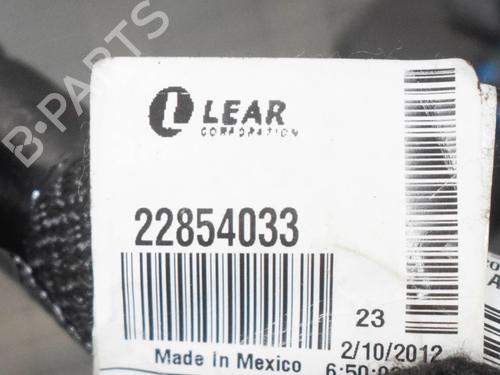 B-PARTS
LEAR
CORPORATION
22854033
23
Made In Mexico
2/10/2012